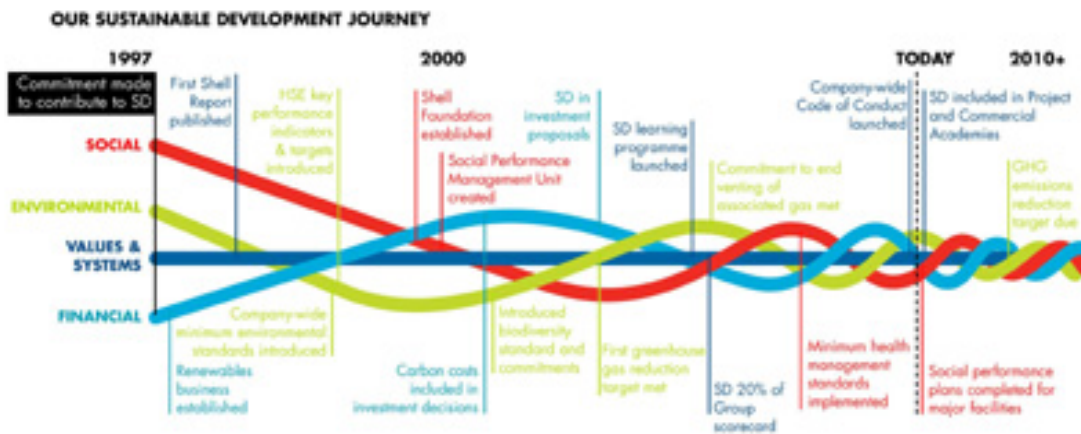 OUR SUSTAINABLE DEVELOPMENT JOURNEY
1997
2000
TODAY
2010+
Commitment made
to contribute to SD
First Shell
Report
published
HSE key
performance
indicators
& targets
introduced
Shell
Foundation
established
Social Performance
Management Unit
created
SD in
investment
proposals
SD learning
programme
launched
Commitment to end
venting of
associated gas met
Company-wide
Code of Conduct
launched
SD included in Project
and Commercial
Academies
GHG
emissions
reduction
target due
SOCIAL
ENVIRONMENTAL
VALUES &
SYSTEMS
FINANCIAL
Renewables
business
established
Company-wide
minimum environmental
standards introduced
Carbon costs
included in
investment decisions
Introduced
biodiversity
standard and
commitments
First greenhouse
gas reduction
target met
SD 20% of
Group
scorecard
Minimum health
management
standards
implemented
Social performance
plans completed for
major facilities